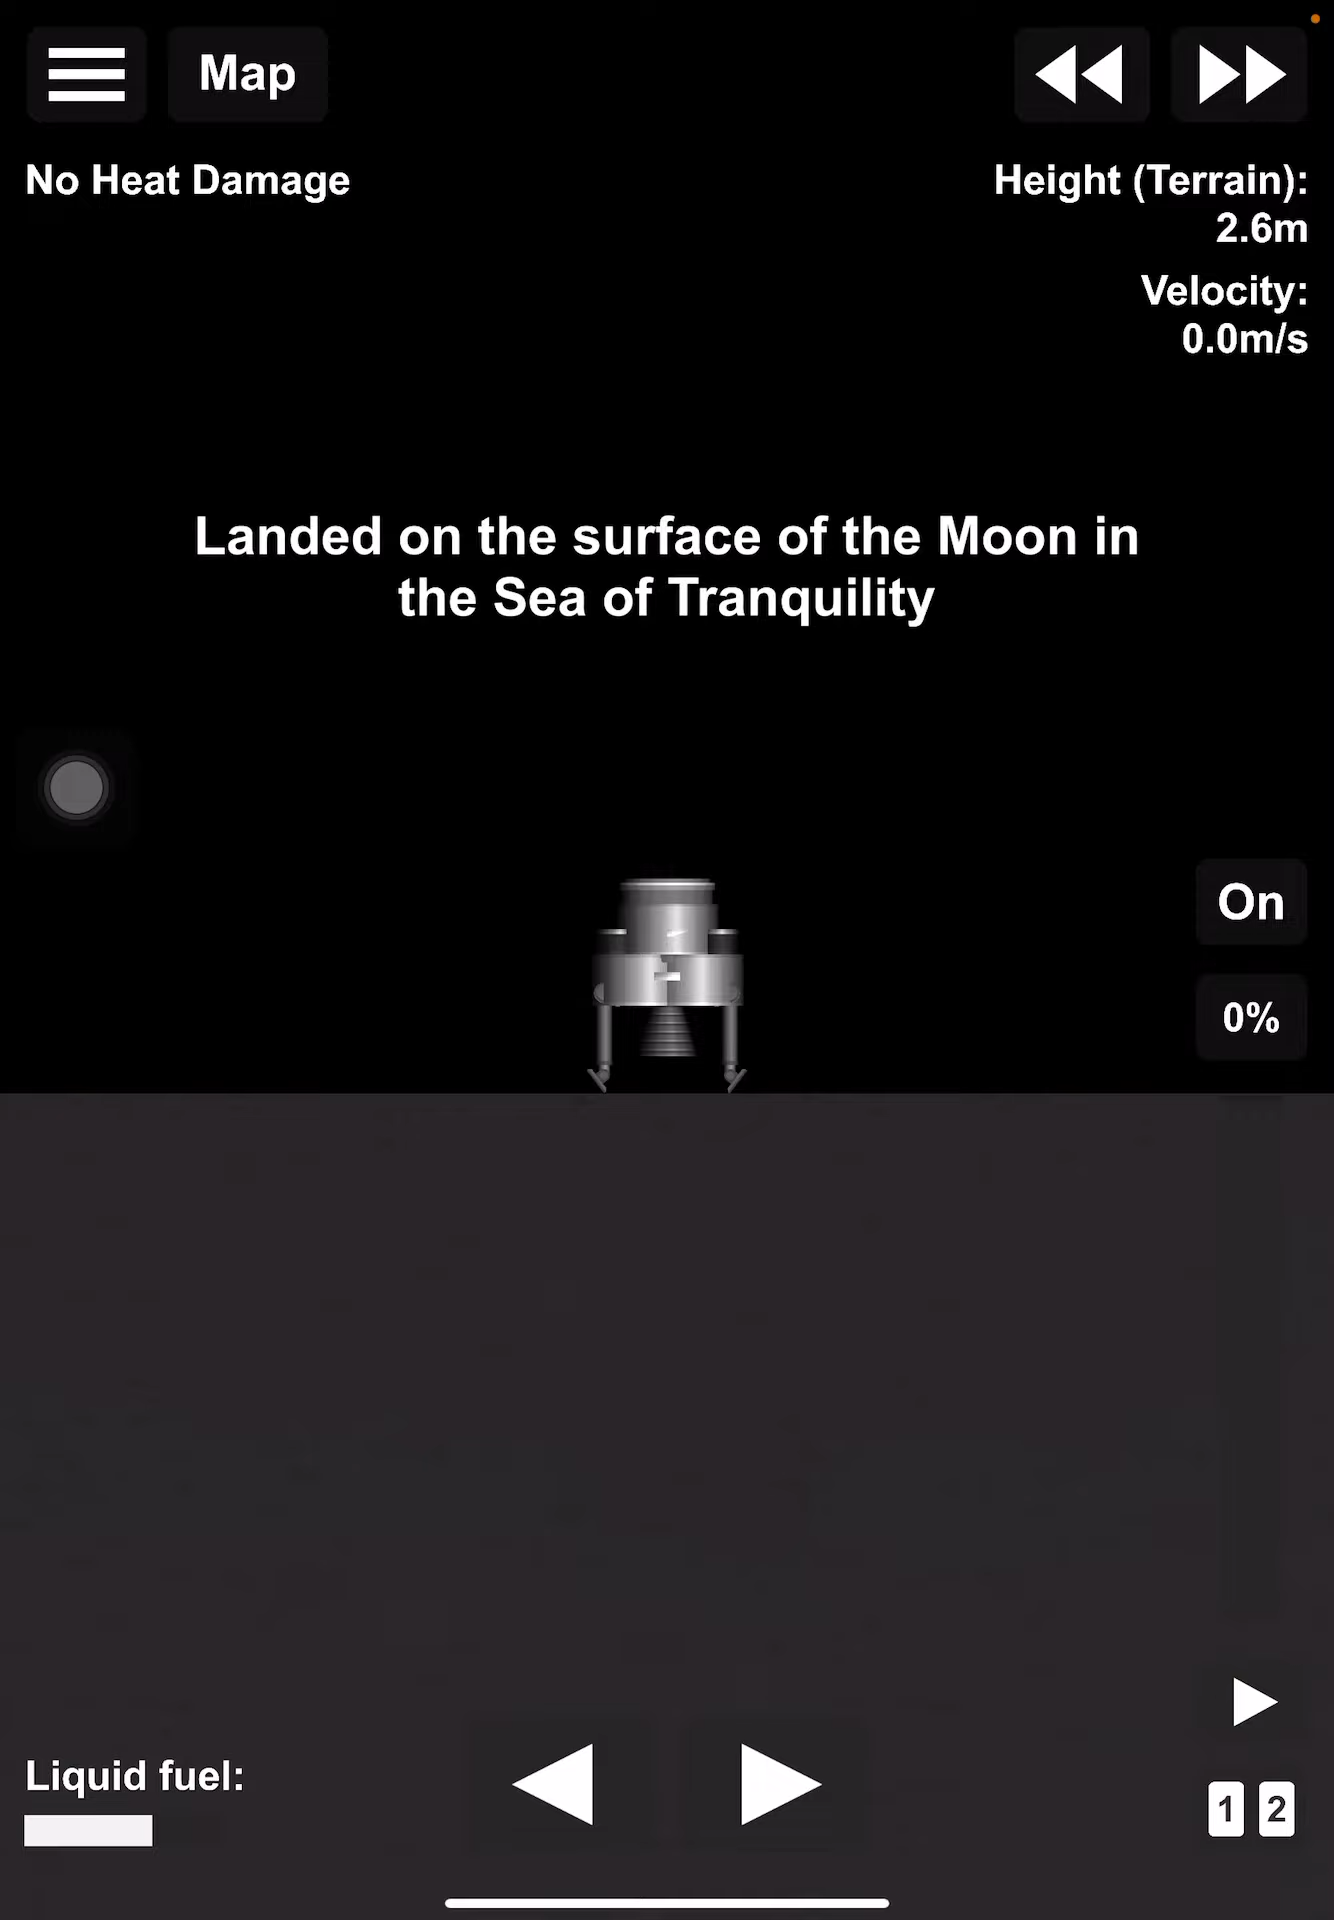 Map
No Heat Damage
Height (Terrain):
2.6m
Velocity:
0.0m/s
Landed on the surface of the Moon in
the Sea of Tranquility
On
0%
Liquid fuel:
1 2